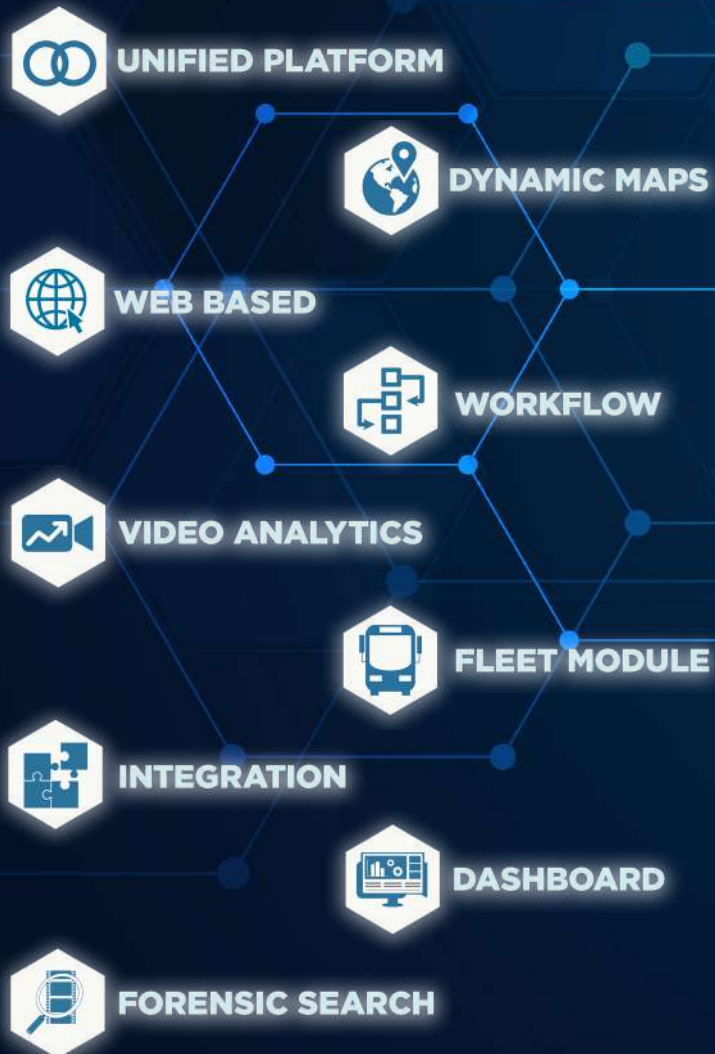 UNIFIED PLATFORM
DYNAMIC MAPS
WEB BASED
WORKFLOW
VIDEO ANALYTICS
FLEET MODULE
INTEGRATION
DASHBOARD
FORENSIC SEARCH